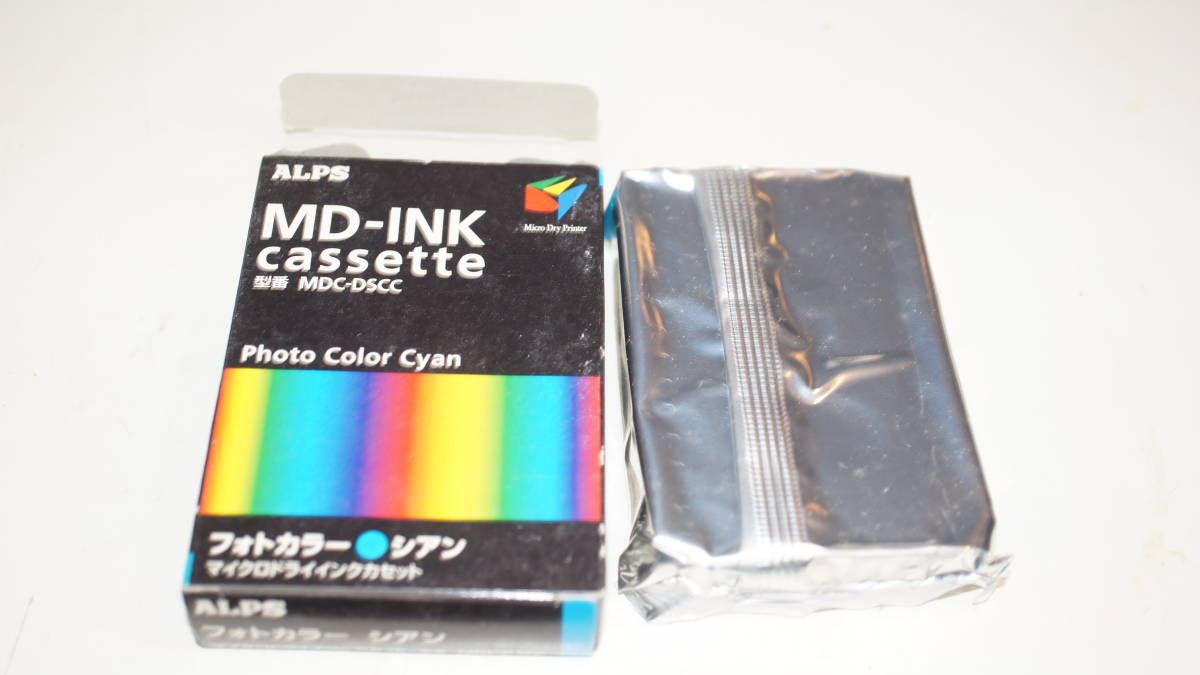 ALPS
MD-INK
cassette
型番 MDC-DSCC
Micro Dry Printer
Photo Color Cyan
フォトカラー シアン
マイクロドライインクカセット
ALPS
フォトカラー シアン